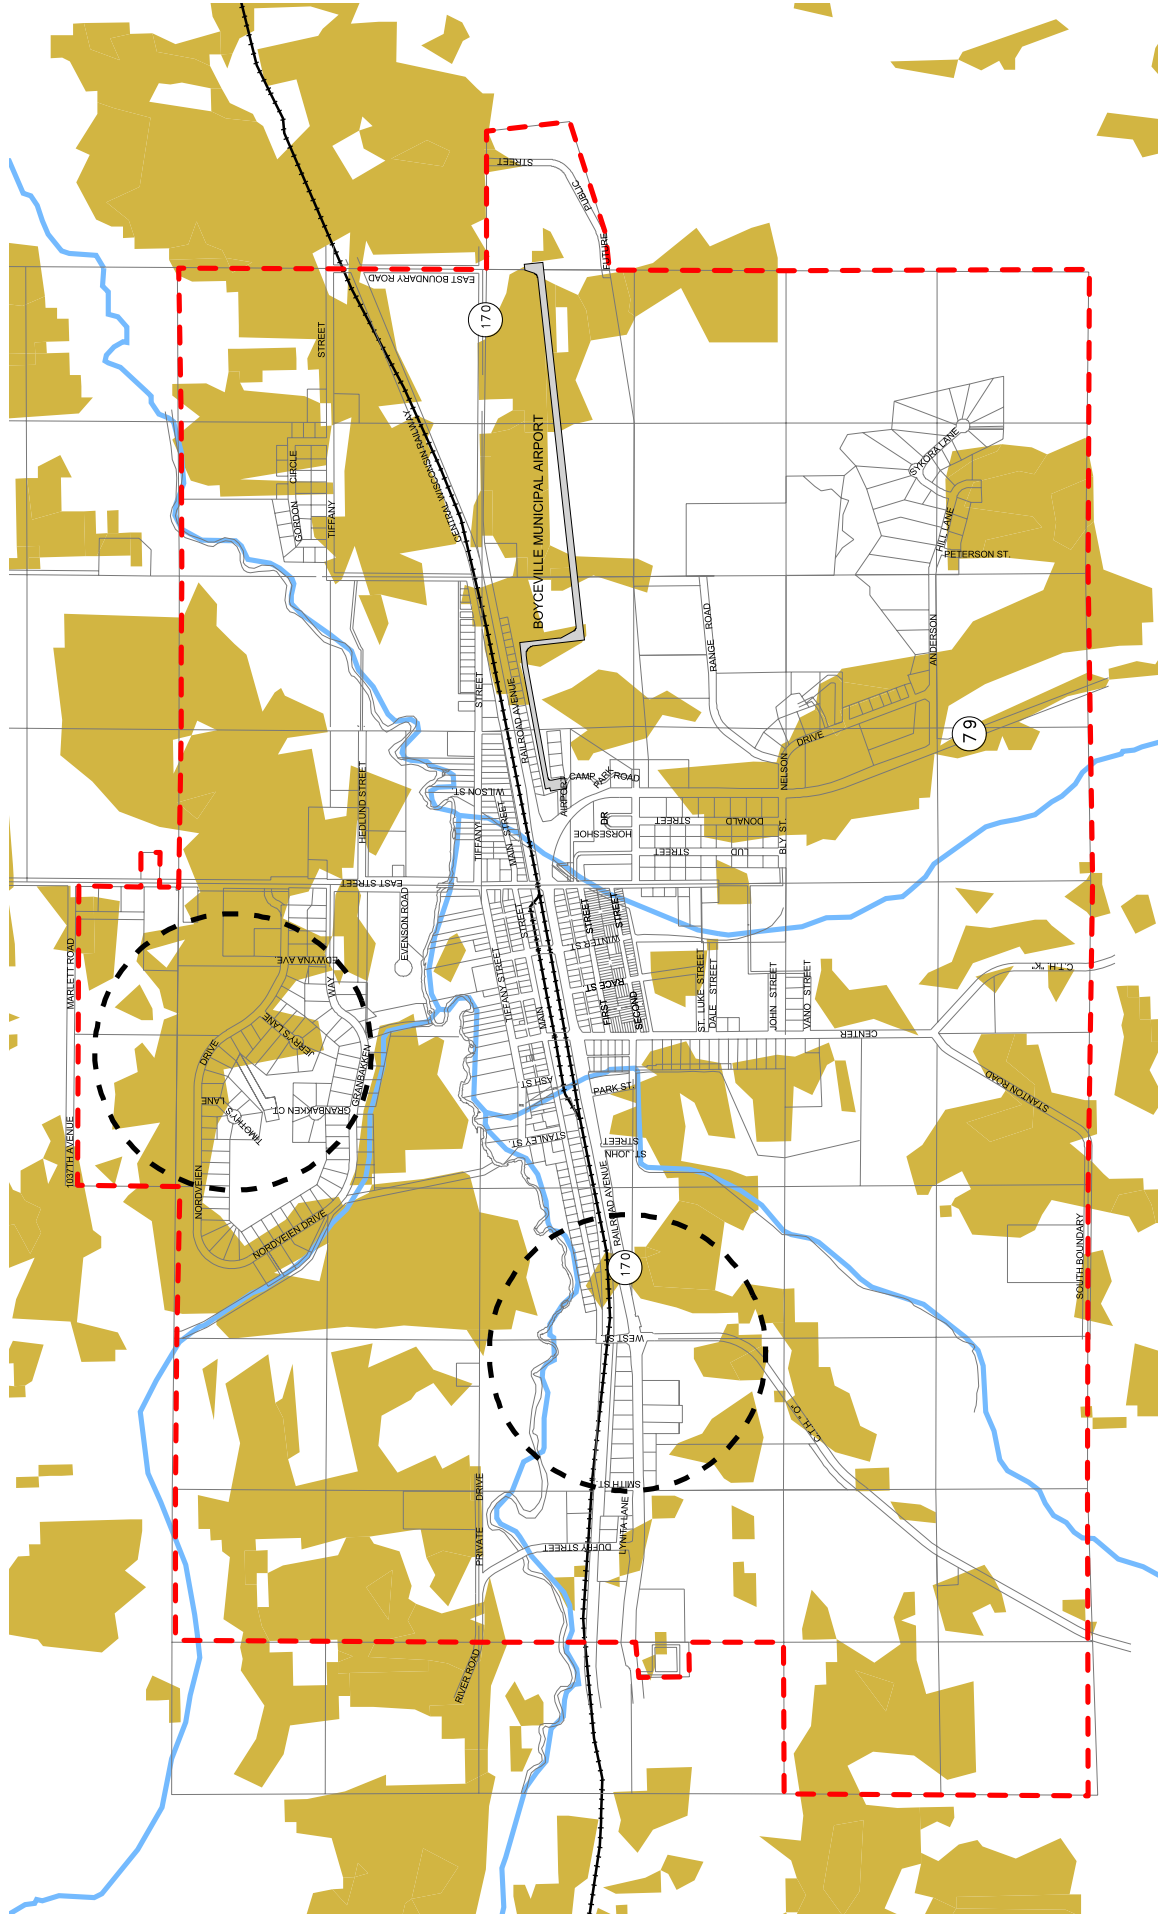 STREET
PUBLIC
FUTURE
EAST BOUNDARY ROAD
170
STREET
CENTRAL WISCONSIN RAILWAY
BOYCEVILLE MUNICIPAL AIRPORT
GORDON CIRCLE
TIFFANY
SYKORA LANE
HILL LANE
PETERSON ST.
ANDERSON
RANGE ROAD
STREET
RAILROAD AVENUE
79
DRIVE
NELSON
HEDLUND STREET
WILSON ST
CAMP
PARK
ROAD
AIRPORT
TIFFANY
MAIN STREET
HORSESHOE
DR
STREET
DONALD
STREET
LUD
BLY ST.
EAST STREET
EVENSON ROAD
MARLETT ROAD
EDWYNA AVE.
WAY
STREET
STREET
STREET
WINTER ST
TIFFANY STREET
MAIN
RACE ST
FIRST
SECOND
ST. LUKE STREET
DALE STREET
JOHN STREET
VANO STREET
C.T.H. "K"
CENTER
STANTON ROAD
DRIVE
JERRY'S LANE
GRANBAKKEN
GRANBAKKEN CT.
LANE
TIMOTHY'S
ASH ST.
PARK ST.
STANLEY ST.
STREET
ST. JOHN
1037TH AVENUE
NORDVEIEN
NORDVEIEN DRIVE
RAILROAD AVENUE
170
SOUTH BOUNDARY
WEST ST.
C.T.H. "O"
SMITH ST.
DRIVE
PRIVATE
DUFFY STREET
LYNITA LANE
RIVER ROAD